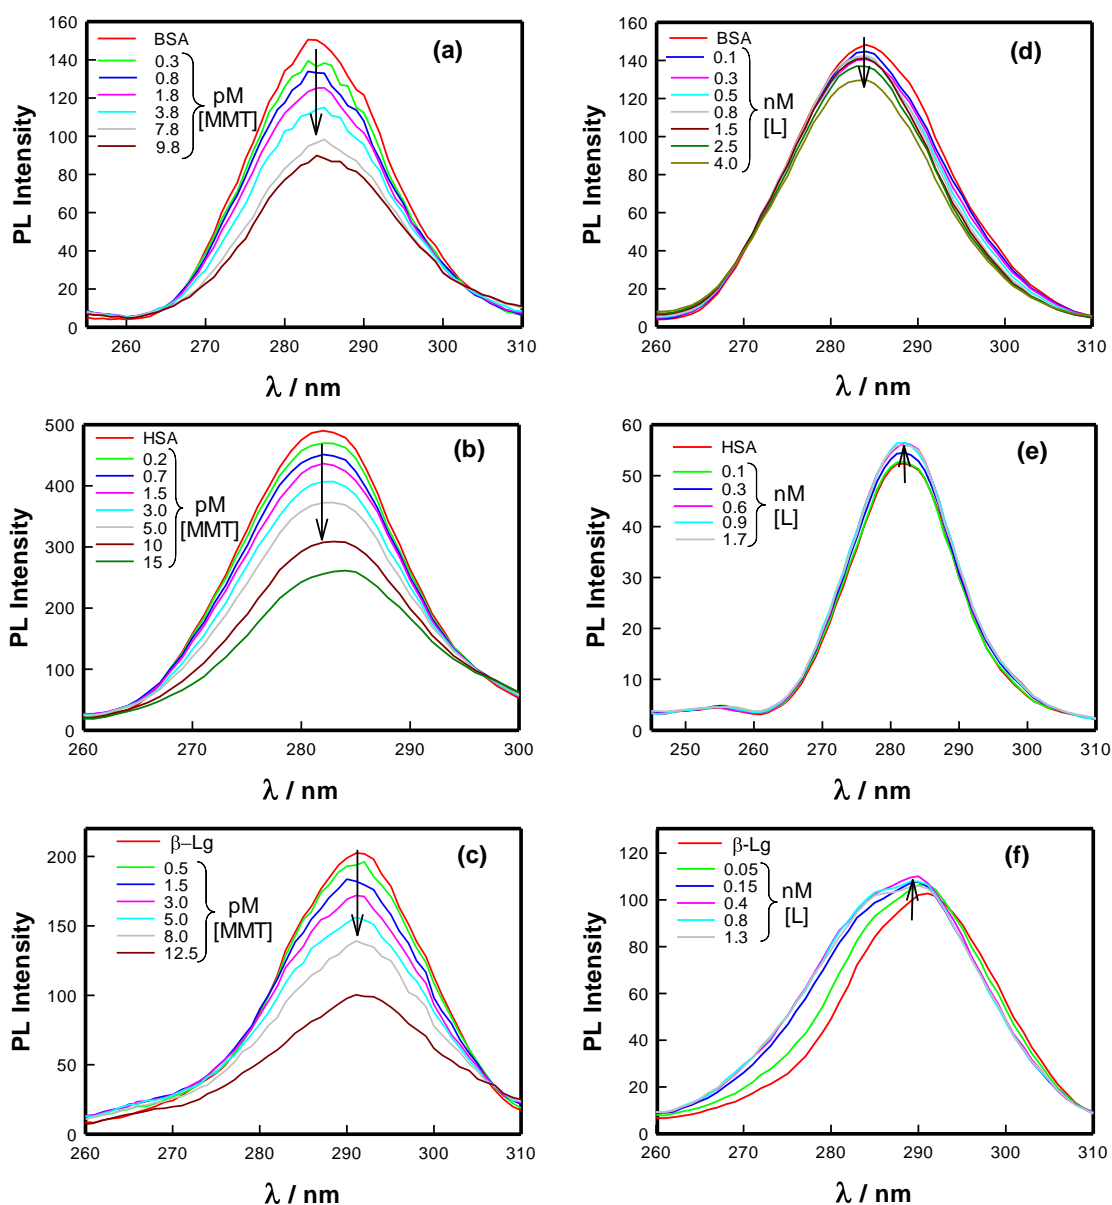 (a)
160
140
120
100
80
60
40
20
0
PL Intensity
BSA
0.3
0.8
1.8
3.8
7.8
9.8
pM
[MMT]
260 270 280 290 300 310
λ / nm
(d)
160
140
120
100
80
60
40
20
0
PL Intensity
BSA
0.1
0.3
0.5
0.8
1.5
2.5
4.0
nM
[L]
260 270 280 290 300 310
λ / nm
(b)
500
400
300
200
100
0
PL Intensity
HSA
0.2
0.7
1.5
3.0
5.0
10
15
pM
[MMT]
260 270 280 290 300
λ / nm
(e)
60
50
40
30
20
10
0
PL Intensity
HSA
0.1
0.3
0.6
0.9
1.7
nM
[L]
250 260 270 280 290 300 310
λ / nm
(c)
200
150
100
50
0
PL Intensity
β–Lg
0.5
1.5
3.0
5.0
8.0
12.5
pM
[MMT]
260 270 280 290 300 310
λ / nm
(f)
120
100
80
60
40
20
0
PL Intensity
β-Lg
0.05
0.15
0.4
0.8
1.3
nM
[L]
260 270 280 290 300 310
λ / nm